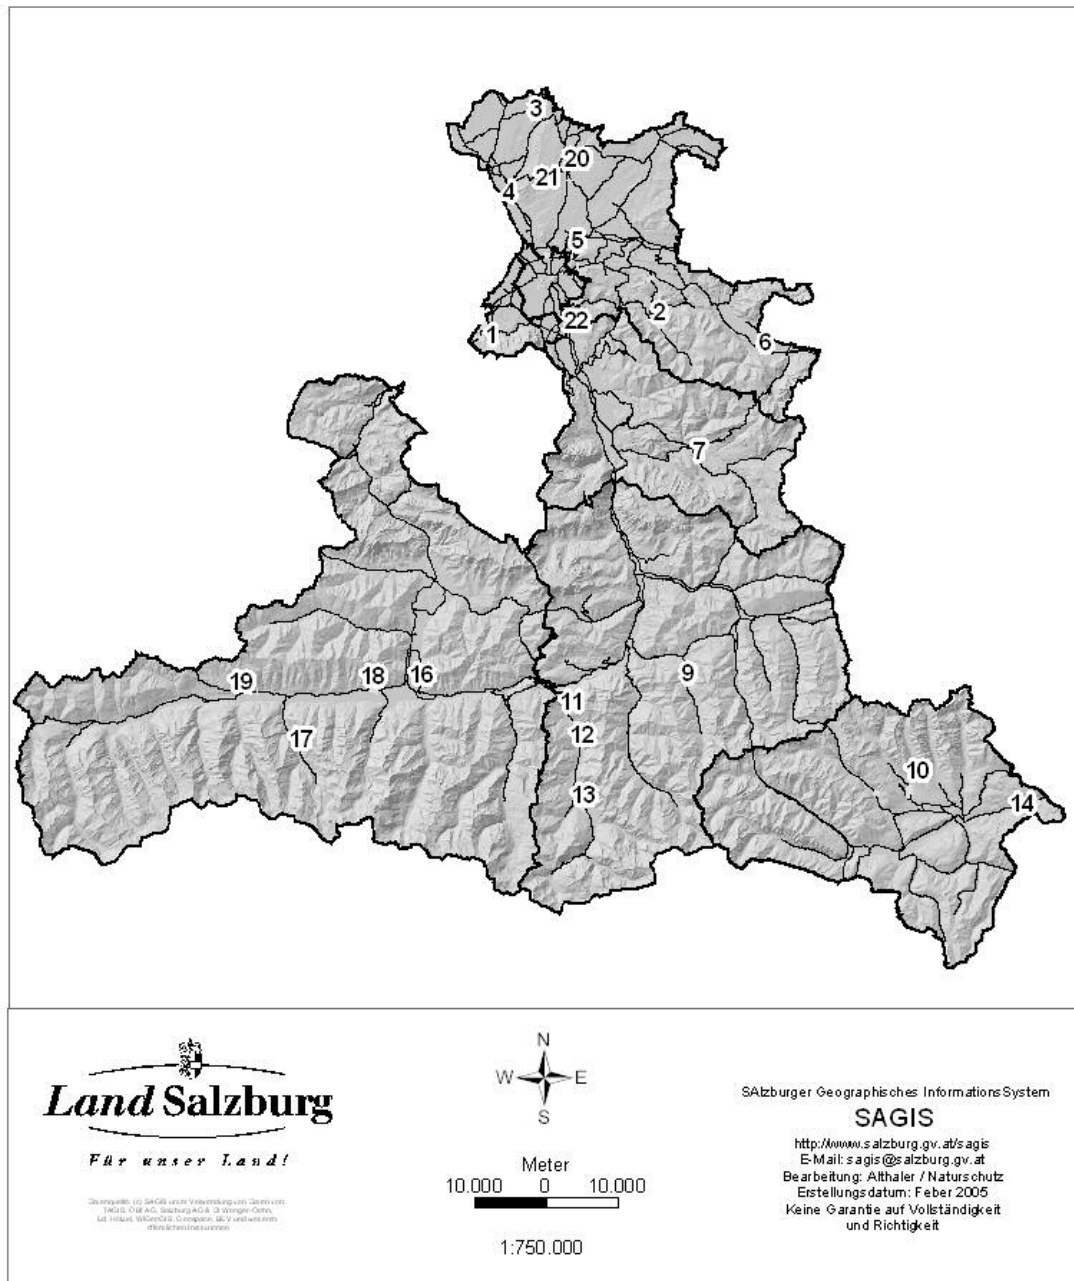 3
20
21
4
5
2
22
1
6
7
9
18
16
19
11
12
17
10
13
14
Land Salzburg
Für unser Land!
N
W E
S
Meter
10.000 0 10.000
1:750.000
SAlzburger Geographisches InformationsSystem
SAGIS
http://www.salzburg.gv.at/sagis
E-Mail: sagis@salzburg.gv.at
Bearbeitung: Althaler / Naturschutz
Erstellungsdatum: Feber 2005
Keine Garantie auf Vollständigkeit
und Richtigkeit